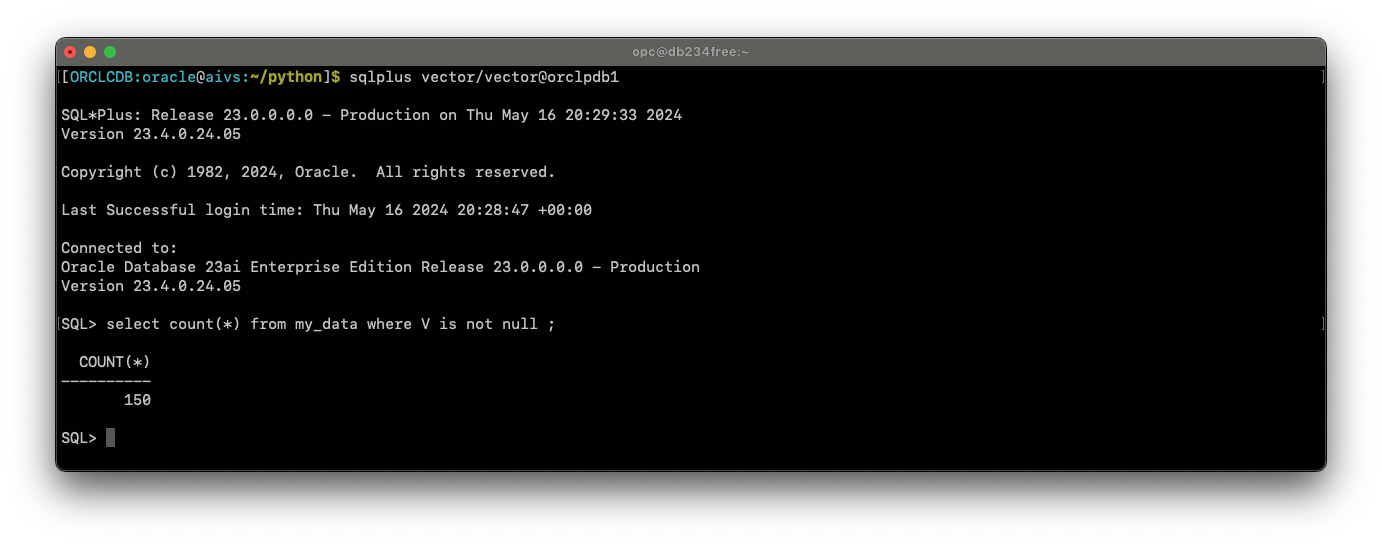 opc@db234free:~
[[ORCLCDB:oracle@aivs:~/python]$ sqlplus vector/vector@orclpdb1 ]
SQL*Plus: Release 23.0.0.0.0 – Production on Thu May 16 20:29:33 2024
Version 23.4.0.24.05
Copyright (c) 1982, 2024, Oracle.  All rights reserved.
Last Successful login time: Thu May 16 2024 20:28:47 +00:00
Connected to:
Oracle Database 23ai Enterprise Edition Release 23.0.0.0.0 – Production
Version 23.4.0.24.05
[SQL> select count(*) from my_data where V is not null ; ]
COUNT(*)
----------
150
SQL>